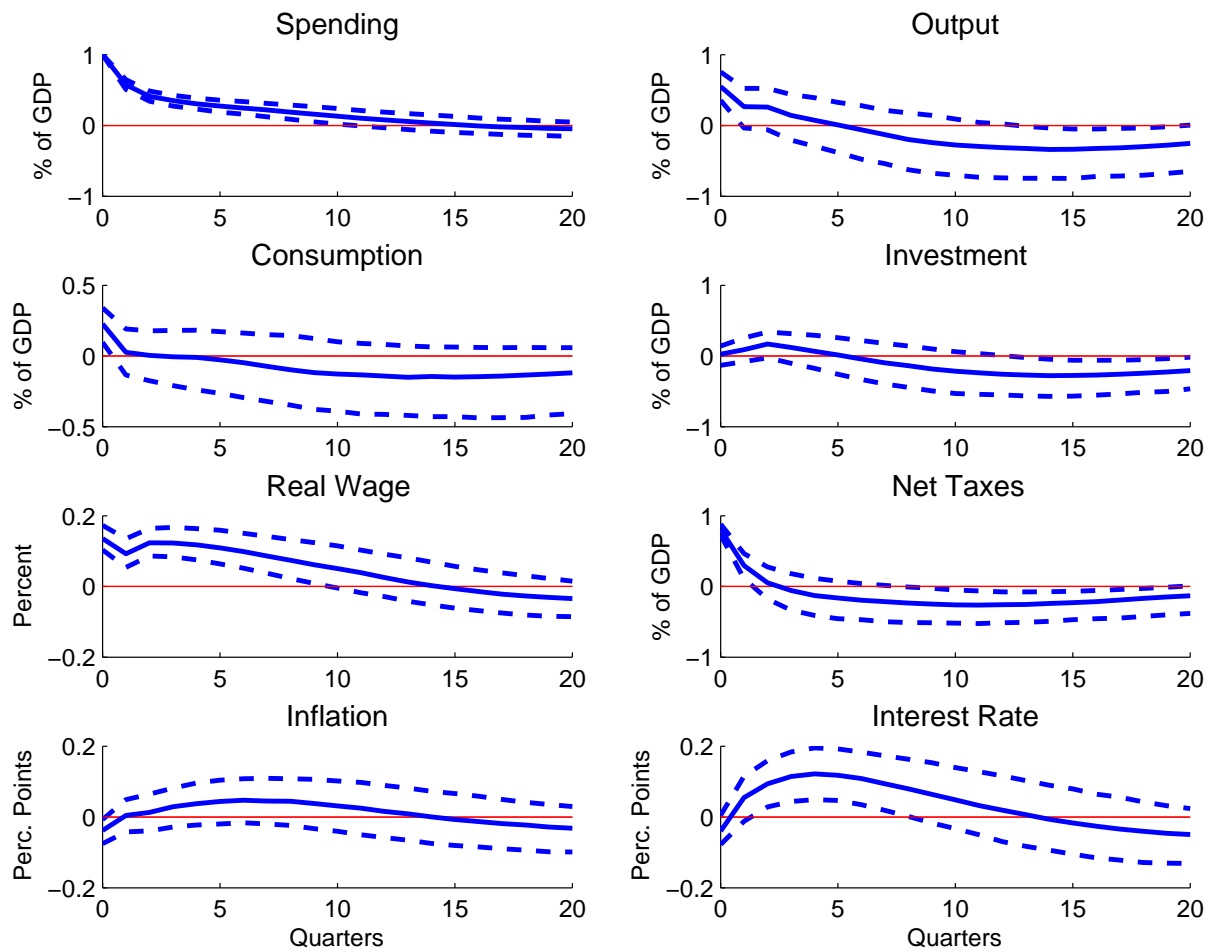 Spending
% of GDP
1
0
−1
0 5 10 15 20
Output
% of GDP
1
0
−1
0 5 10 15 20
Consumption
% of GDP
0.5
0
−0.5
0 5 10 15 20
Investment
% of GDP
1
0
−1
0 5 10 15 20
Real Wage
Percent
0.2
0
−0.2
0 5 10 15 20
Net Taxes
% of GDP
1
0
−1
0 5 10 15 20
Inflation
Perc. Points
0.2
0
−0.2
0 5 10 15 20
Quarters
Interest Rate
Perc. Points
0.2
0
−0.2
0 5 10 15 20
Quarters